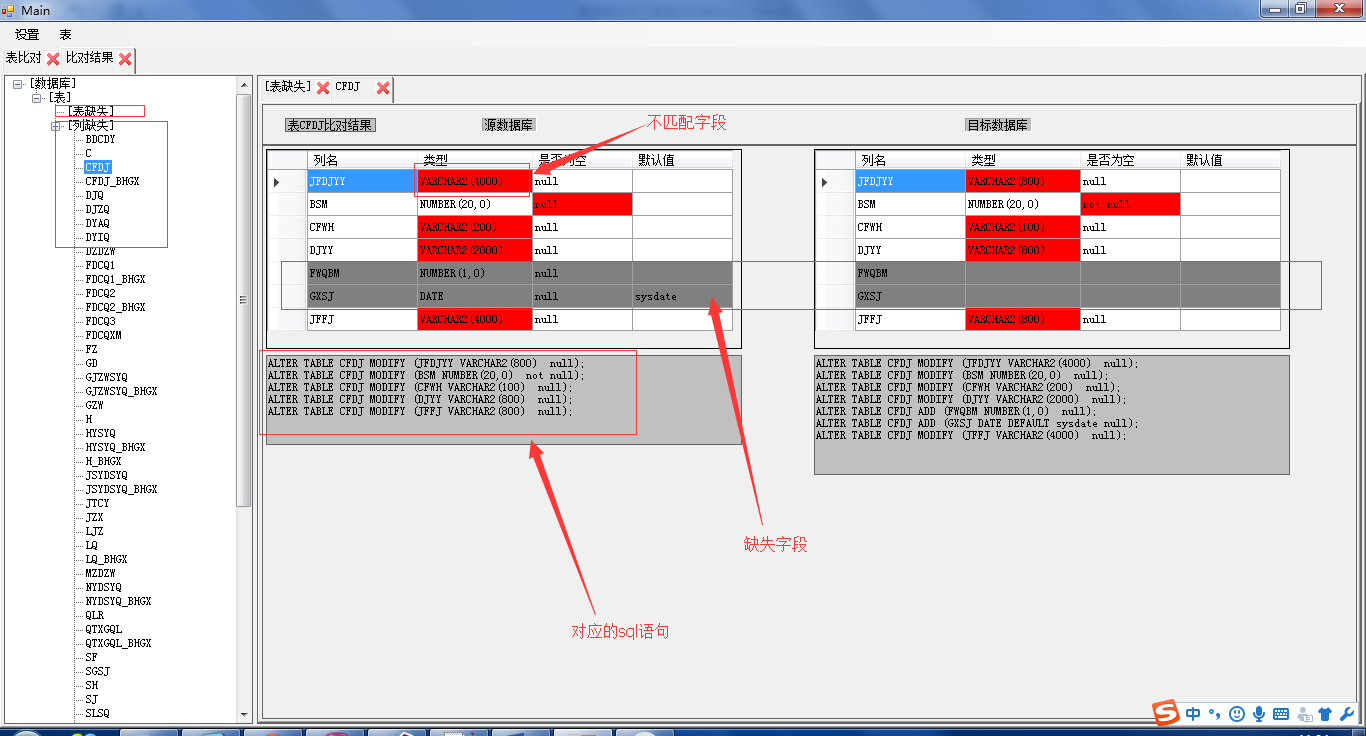 Main
设置 表
表比对 比对结果
[数据库]
[表]
[表缺失]
[列缺失]
BDCDY
C
CFDJ
CFDJ_BHGX
DJQ
DJZQ
DYAQ
DYIQ
DZDZW
FDCQ1
FDCQ1_BHGX
FDCQ2
FDCQ2_BHGX
FDCQ3
FDCQXM
FZ
GD
GJZWSYQ
GJZWSYQ_BHGX
GZW
H
HYSYQ
HYSYQ_BHGX
H_BHGX
JSYDSYQ
JSYDSYQ_BHGX
JTCY
JZX
LJZ
LQ
LQ_BHGX
MZDZW
NYDSYQ
NYDSYQ_BHGX
QLR
QTXGQL
QTXGQL_BHGX
SF
SGSJ
SH
SJ
SLSQ
[表缺失] CFDJ
表CFDJ比对结果 源数据库 不匹配字段 目标数据库
列名 类型 是否为空 默认值
JFDJYY VARCHAR2(4000) null
BSM NUMBER(20,0) null
CFWH VARCHAR2(200) null
DJYY VARCHAR2(2000) null
FWQBM NUMBER(1,0) null
GXSJ DATE null sysdate
JFFJ VARCHAR2(4000) null
列名 类型 是否为空 默认值
JFDJYY VARCHAR2(800) null
BSM NUMBER(20,0) not null
CFWH VARCHAR2(100) null
DJYY VARCHAR2(800) null
FWQBM
GXSJ
JFFJ VARCHAR2(800) null
ALTER TABLE CFDJ MODIFY (JFDJYY VARCHAR2(800) null);
ALTER TABLE CFDJ MODIFY (BSM NUMBER(20,0) not null);
ALTER TABLE CFDJ MODIFY (CFWH VARCHAR2(100) null);
ALTER TABLE CFDJ MODIFY (DJYY VARCHAR2(800) null);
ALTER TABLE CFDJ MODIFY (JFFJ VARCHAR2(800) null);
ALTER TABLE CFDJ MODIFY (JFDJYY VARCHAR2(4000) null);
ALTER TABLE CFDJ MODIFY (BSM NUMBER(20,0) null);
ALTER TABLE CFDJ MODIFY (CFWH VARCHAR2(200) null);
ALTER TABLE CFDJ MODIFY (DJYY VARCHAR2(2000) null);
ALTER TABLE CFDJ ADD (FWQBM NUMBER(1,0) null);
ALTER TABLE CFDJ ADD (GXSJ DATE DEFAULT sysdate null);
ALTER TABLE CFDJ MODIFY (JFFJ VARCHAR2(4000) null);
缺失字段
对应的sql语句
中